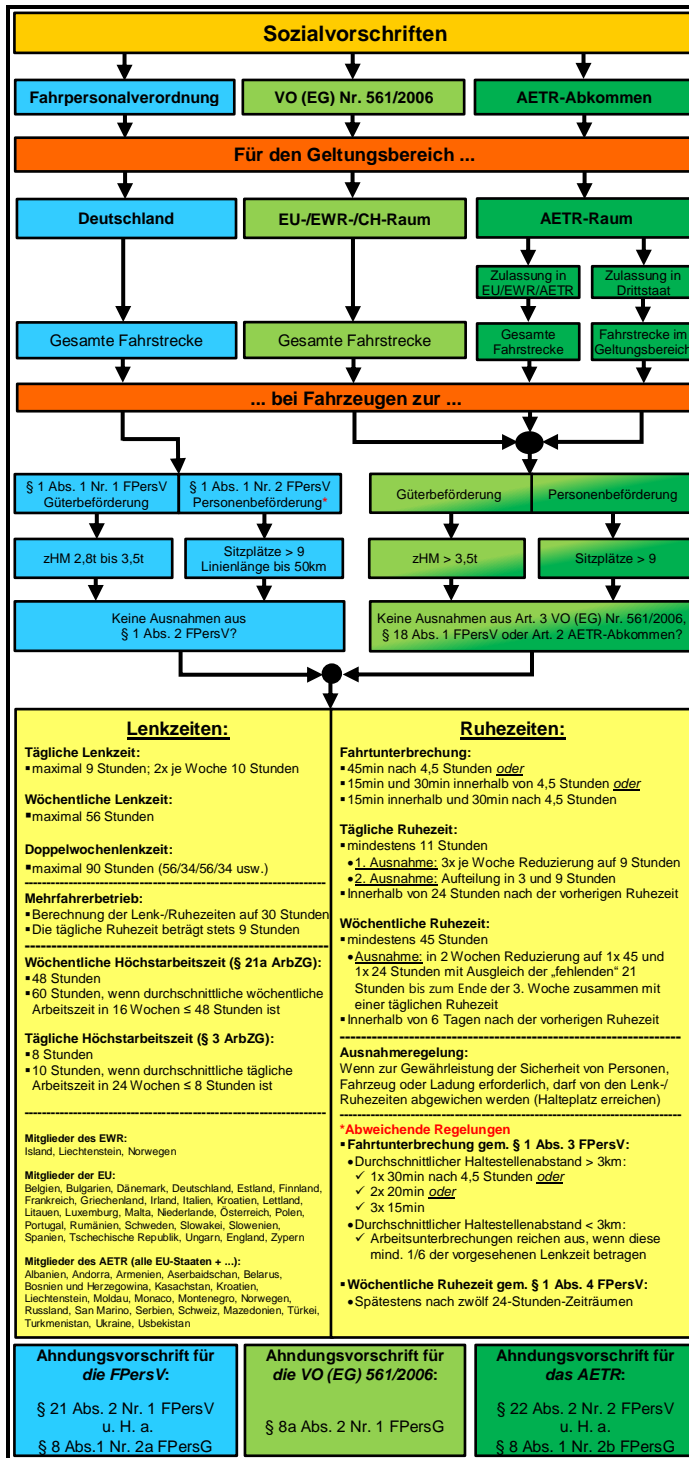 Sozialvorschriften
Fahrpersonalverordnung
VO (EG) Nr. 561/2006
AETR-Abkommen
Für den Geltungsbereich ...
Deutschland
EU-/EWR-/CH-Raum
AETR-Raum
Zulassung in
EU/EWR/AETR
Zulassung in
Drittstaat
Gesamte Fahrstrecke
Gesamte Fahrstrecke
Gesamte
Fahrstrecke
Fahrstrecke im
Geltungsbereich
... bei Fahrzeugen zur ...
§ 1 Abs. 1 Nr. 1 FPersV
Güterbeförderung
§ 1 Abs. 1 Nr. 2 FPersV
Personenbeförderung*
Güterbeförderung
Personenbeförderung
zHM 2,8t bis 3,5t
Sitzplätze > 9
Linienlänge bis 50km
zHM > 3,5t
Sitzplätze > 9
Keine Ausnahmen aus
§ 1 Abs. 2 FPersV?
Keine Ausnahmen aus Art. 3 VO (EG) Nr. 561/2006,
§ 18 Abs. 1 FPersV oder Art. 2 AETR-Abkommen?
Lenkzeiten:
Tägliche Lenkzeit:
▪ maximal 9 Stunden; 2x je Woche 10 Stunden
Wöchentliche Lenkzeit:
▪ maximal 56 Stunden
Doppelwochenlenkzeit:
▪ maximal 90 Stunden (56/34/56/34 usw.)
Mehrfahrerbetrieb:
▪ Berechnung der Lenk-/Ruhezeiten auf 30 Stunden
▪ Die tägliche Ruhezeit beträgt stets 9 Stunden
Wöchentliche Höchstarbeitszeit (§ 21a ArbZG):
▪ 48 Stunden
▪ 60 Stunden, wenn durchschnittliche wöchentliche
Arbeitszeit in 16 Wochen ≤ 48 Stunden ist
Tägliche Höchstarbeitszeit (§ 3 ArbZG):
▪ 8 Stunden
▪ 10 Stunden, wenn durchschnittliche tägliche
Arbeitszeit in 24 Wochen ≤ 8 Stunden ist
Mitglieder des EWR:
Island, Liechtenstein, Norwegen
Mitglieder der EU:
Belgien, Bulgarien, Dänemark, Deutschland, Estland, Finnland,
Frankreich, Griechenland, Irland, Italien, Kroatien, Lettland,
Litauen, Luxemburg, Malta, Niederlande, Österreich, Polen,
Portugal, Rumänien, Schweden, Slowakei, Slowenien,
Spanien, Tschechische Republik, Ungarn, England, Zypern
Mitglieder des AETR (alle EU-Staaten + ...):
Albanien, Andorra, Armenien, Aserbaidschan, Belarus,
Bosnien und Herzegowina, Kasachstan, Kroatien,
Liechtenstein, Moldau, Monaco, Montenegro, Norwegen,
Russland, San Marino, Serbien, Schweiz, Mazedonien, Türkei,
Turkmenistan, Ukraine, Usbekistan
Ruhezeiten:
Fahrtunterbrechung:
▪ 45min nach 4,5 Stunden oder
▪ 15min und 30min innerhalb von 4,5 Stunden oder
▪ 15min innerhalb und 30min nach 4,5 Stunden
Tägliche Ruhezeit:
▪ mindestens 11 Stunden
• 1. Ausnahme: 3x je Woche Reduzierung auf 9 Stunden
• 2. Ausnahme: Aufteilung in 3 und 9 Stunden
▪ Innerhalb von 24 Stunden nach der vorherigen Ruhezeit
Wöchentliche Ruhezeit:
▪ mindestens 45 Stunden
• Ausnahme: in 2 Wochen Reduzierung auf 1x 45 und
1x 24 Stunden mit Ausgleich der „fehlenden“ 21
Stunden bis zum Ende der 3. Woche zusammen mit
einer täglichen Ruhezeit
▪ Innerhalb von 6 Tagen nach der vorherigen Ruhezeit
Ausnahmeregelung:
Wenn zur Gewährleistung der Sicherheit von Personen,
Fahrzeug oder Ladung erforderlich, darf von den Lenk-/
Ruhezeiten abgewichen werden (Halteplatz erreichen)
*Abweichende Regelungen
▪ Fahrtunterbrechung gem. § 1 Abs. 3 FPersV:
• Durchschnittlicher Haltestellenabstand > 3km:
✓ 1x 30min nach 4,5 Stunden oder
✓ 2x 20min oder
✓ 3x 15min
• Durchschnittlicher Haltestellenabstand < 3km:
✓ Arbeitsunterbrechungen reichen aus, wenn diese
mind. 1/6 der vorgesehenen Lenkzeit betragen
▪ Wöchentliche Ruhezeit gem. § 1 Abs. 4 FPersV:
• Spätestens nach zwölf 24-Stunden-Zeiträumen
Ahndungsvorschrift für
die FPersV:
§ 21 Abs. 2 Nr. 1 FPersV
u. H. a.
§ 8 Abs.1 Nr. 2a FPersG
Ahndungsvorschrift für
die VO (EG) 561/2006:
§ 8a Abs. 2 Nr. 1 FPersG
Ahndungsvorschrift für
das AETR:
§ 22 Abs. 2 Nr. 2 FPersV
u. H. a.
§ 8 Abs. 1 Nr. 2b FPersG